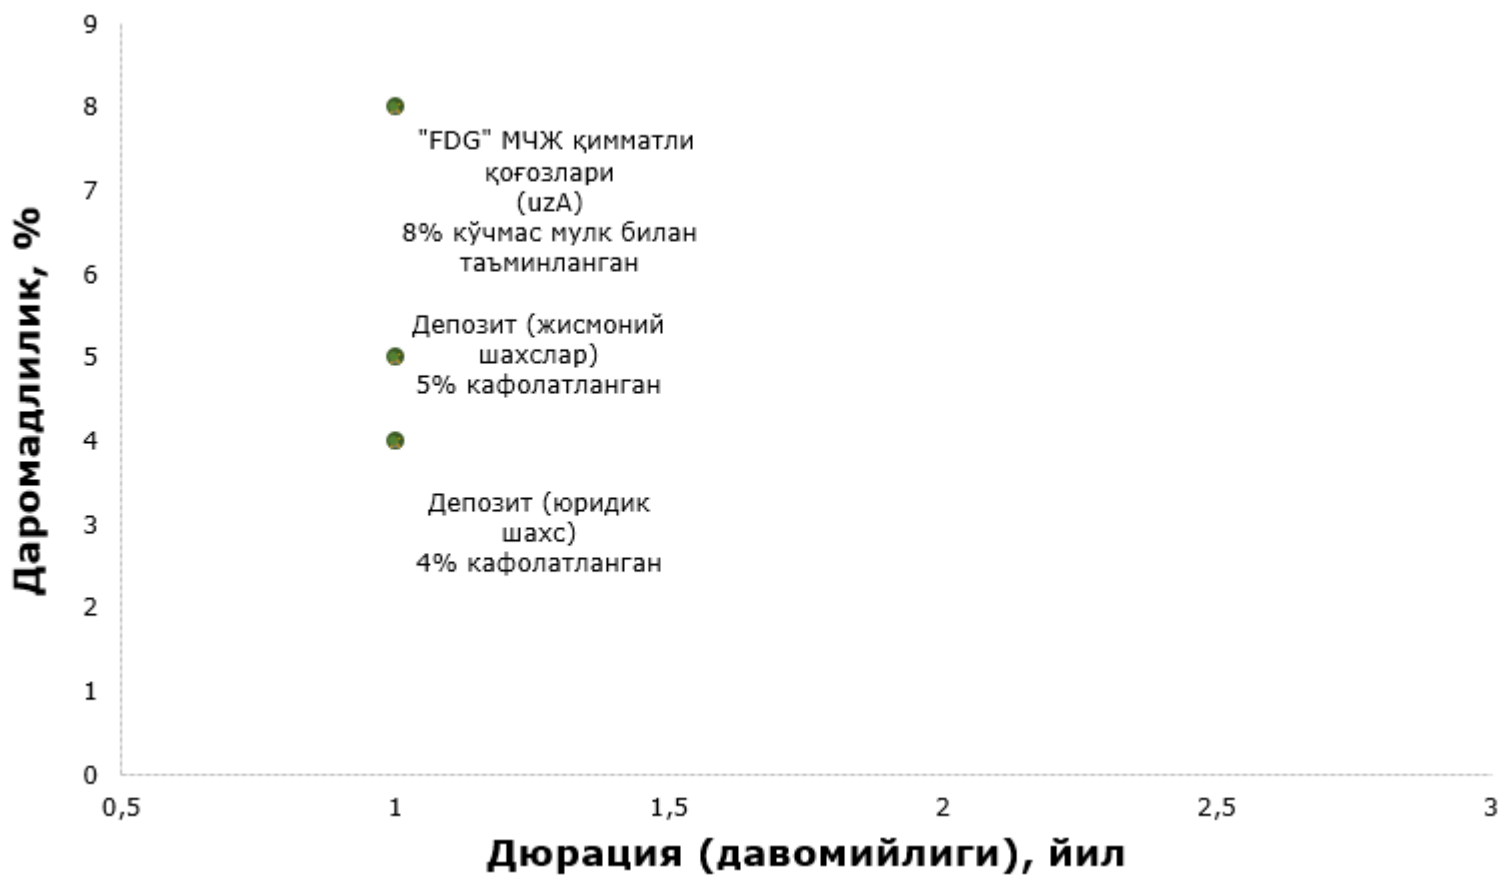 Даромадлилик, %
9
8
7
6
5
4
3
2
1
0
"FDG" МЧЖ қимматли
қоғозлари
(uzA)
8% кўчмас мулк билан
таъминланган
Депозит (жисмоний
шахслар)
5% кафолатланган
Депозит (юридик
шахс)
4% кафолатланган
0,5
1
1,5
2
2,5
3
Дюрация (давомийлиги), йил